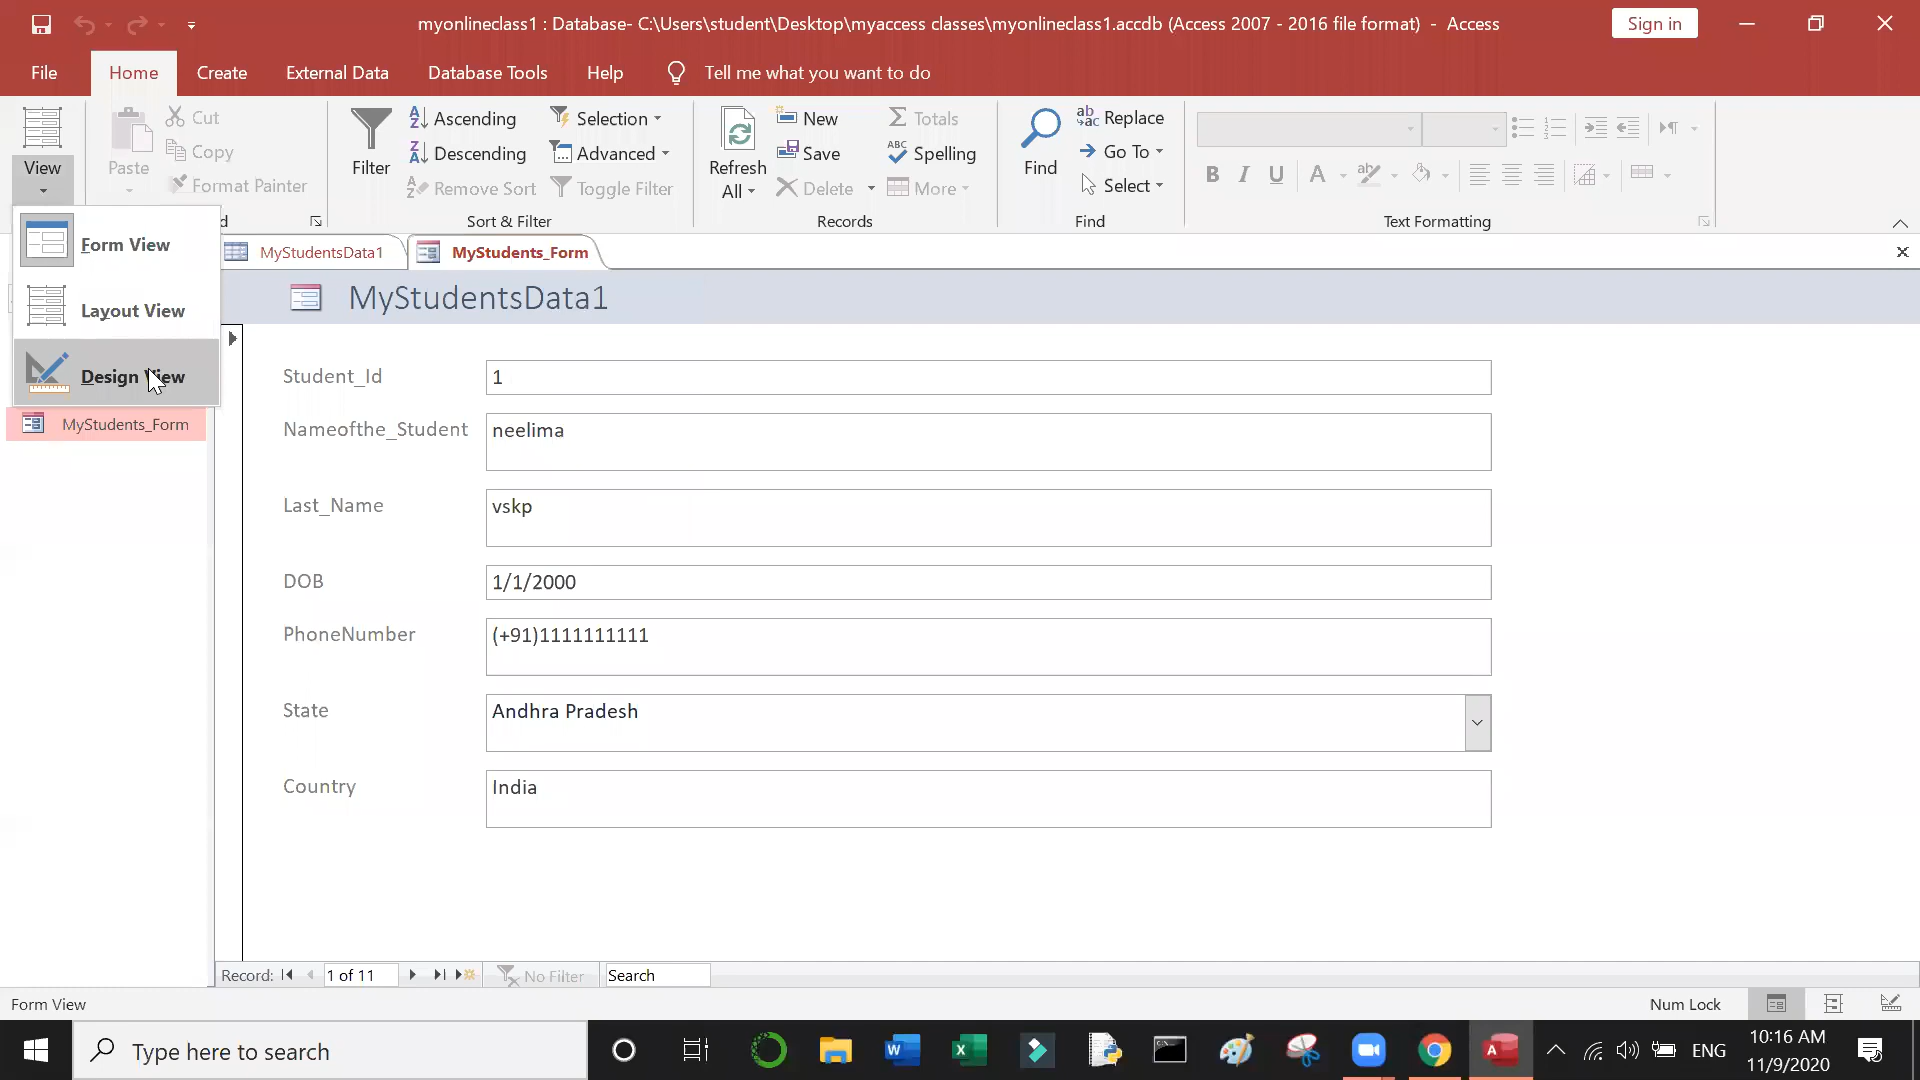 myonlineclass1 : Database- C:\Users\student\Desktop\myaccess classes\myonlineclass1.accdb (Access 2007 - 2016 file format) - Access
Sign in
File Home Create External Data Database Tools Help Tell me what you want to do
View
Paste
Cut
Copy
Format Painter
d
Filter
Ascending
Descending
Remove Sort
Selection
Advanced
Toggle Filter
Sort & Filter
Refresh
All
New
Save
Delete
Totals
Spelling
More
Records
Find
Replace
Go To
Select
Find
B I U A
Text Formatting
Form View
Layout View
Design View
MyStudents_Form
MyStudentsData1
MyStudents_Form
MyStudentsData1
Student_Id 1
Nameofthe_Student neelima
Last_Name vskp
DOB 1/1/2000
PhoneNumber (+91)1111111111
State Andhra Pradesh
Country India
Record: 1 of 11 No Filter Search
Form View
Num Lock
Type here to search
ENG
10:16 AM
11/9/2020